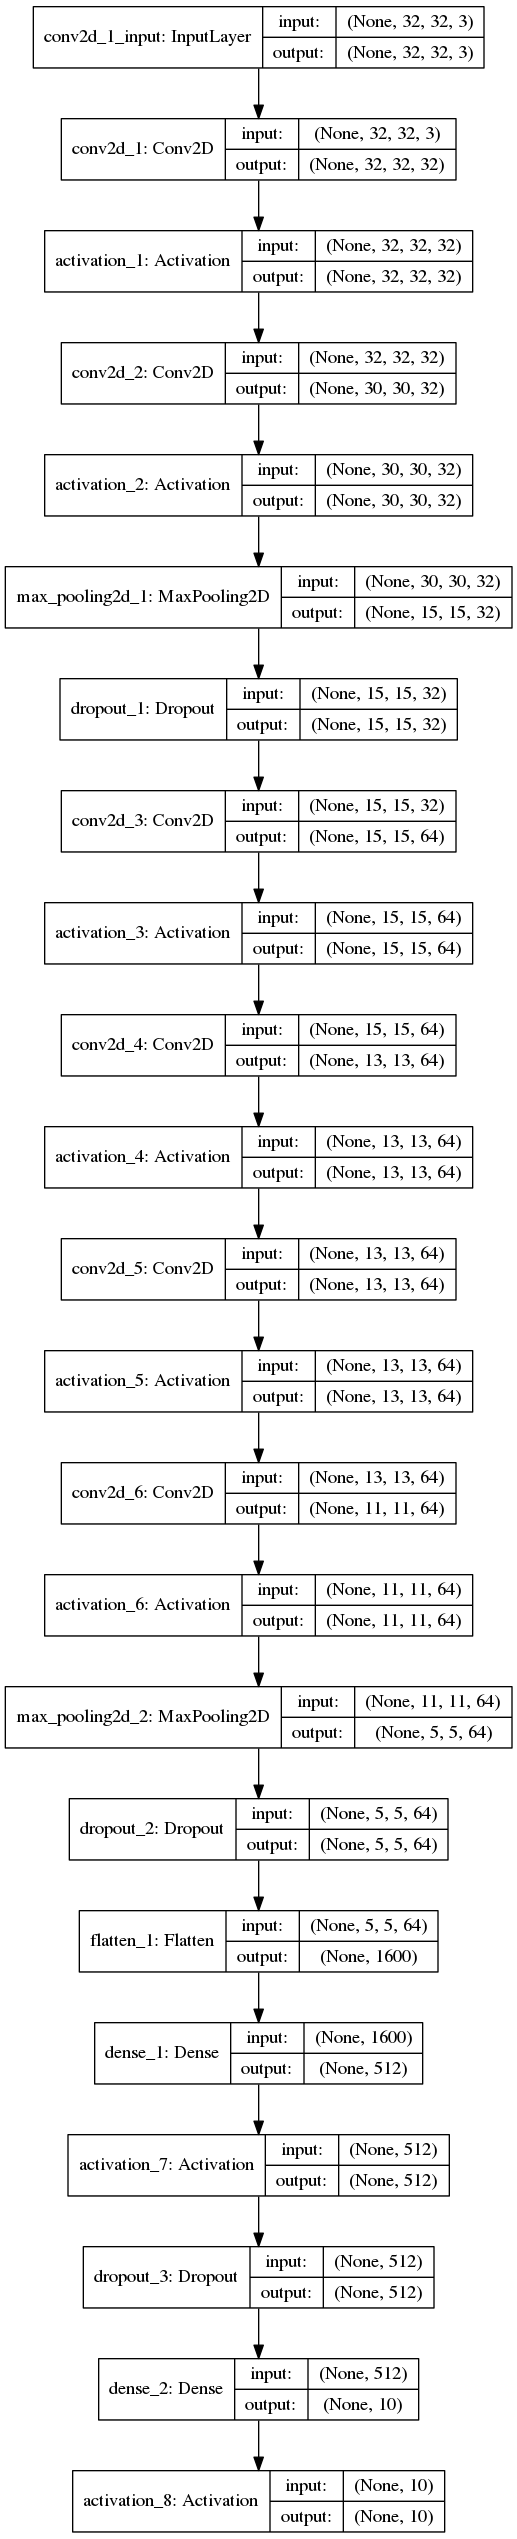 conv2d_1_input: InputLayer
input: (None, 32, 32, 3)
output: (None, 32, 32, 3)
conv2d_1: Conv2D
input: (None, 32, 32, 3)
output: (None, 32, 32, 32)
activation_1: Activation
input: (None, 32, 32, 32)
output: (None, 32, 32, 32)
conv2d_2: Conv2D
input: (None, 32, 32, 32)
output: (None, 30, 30, 32)
activation_2: Activation
input: (None, 30, 30, 32)
output: (None, 30, 30, 32)
max_pooling2d_1: MaxPooling2D
input: (None, 30, 30, 32)
output: (None, 15, 15, 32)
dropout_1: Dropout
input: (None, 15, 15, 32)
output: (None, 15, 15, 32)
conv2d_3: Conv2D
input: (None, 15, 15, 32)
output: (None, 15, 15, 64)
activation_3: Activation
input: (None, 15, 15, 64)
output: (None, 15, 15, 64)
conv2d_4: Conv2D
input: (None, 15, 15, 64)
output: (None, 13, 13, 64)
activation_4: Activation
input: (None, 13, 13, 64)
output: (None, 13, 13, 64)
conv2d_5: Conv2D
input: (None, 13, 13, 64)
output: (None, 13, 13, 64)
activation_5: Activation
input: (None, 13, 13, 64)
output: (None, 13, 13, 64)
conv2d_6: Conv2D
input: (None, 13, 13, 64)
output: (None, 11, 11, 64)
activation_6: Activation
input: (None, 11, 11, 64)
output: (None, 11, 11, 64)
max_pooling2d_2: MaxPooling2D
input: (None, 11, 11, 64)
output: (None, 5, 5, 64)
dropout_2: Dropout
input: (None, 5, 5, 64)
output: (None, 5, 5, 64)
flatten_1: Flatten
input: (None, 5, 5, 64)
output: (None, 1600)
dense_1: Dense
input: (None, 1600)
output: (None, 512)
activation_7: Activation
input: (None, 512)
output: (None, 512)
dropout_3: Dropout
input: (None, 512)
output: (None, 512)
dense_2: Dense
input: (None, 512)
output: (None, 10)
activation_8: Activation
input: (None, 10)
output: (None, 10)